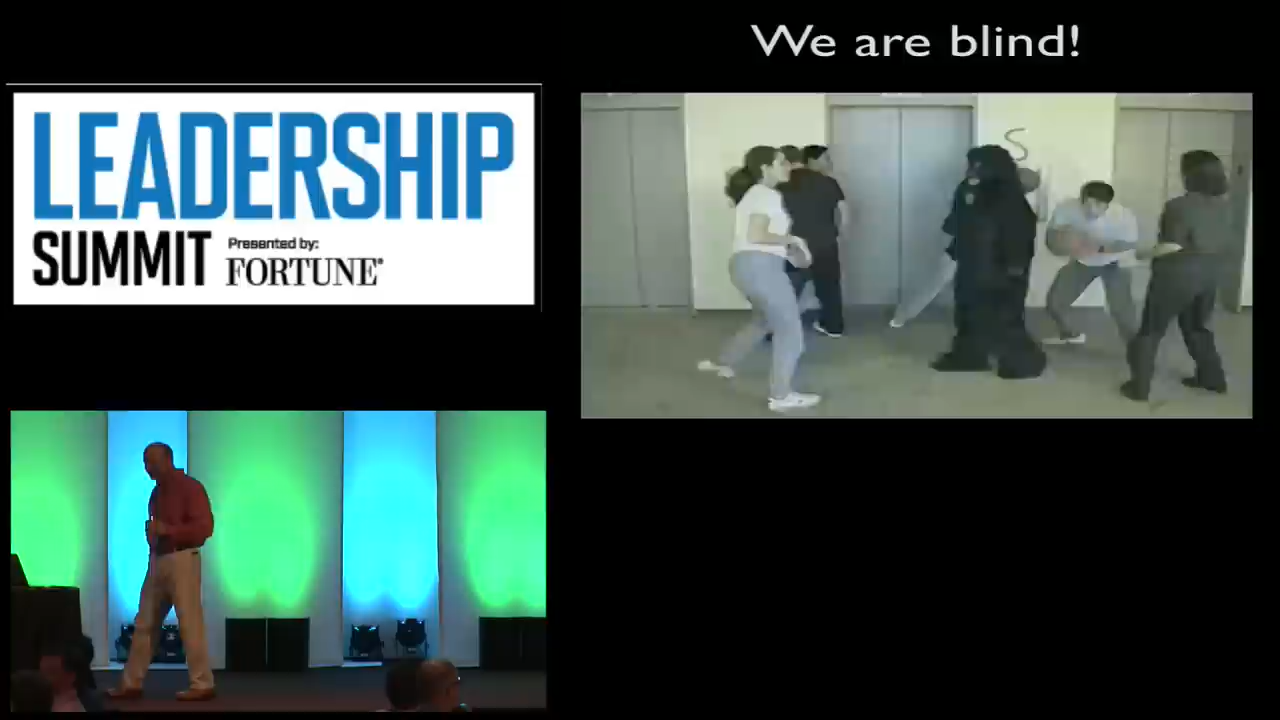 We are blind!
LEADERSHIP
SUMMIT
Presented by:
FORTUNE
S